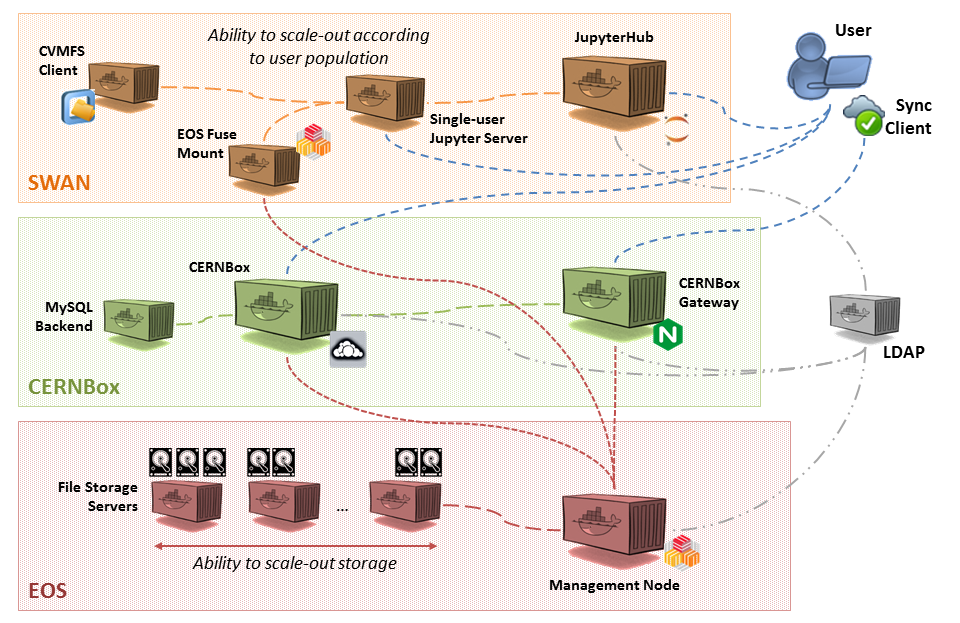 Ability to scale-out according
to user population
CVMFS
Client
JupyterHub
User
Sync
Client
Single-user
Jupyter Server
EOS Fuse
Mount
SWAN
CERNBox
CERNBox
Gateway
MySQL
Backend
N
LDAP
CERNBox
File Storage
Servers
...
Ability to scale-out storage
Management Node
EOS